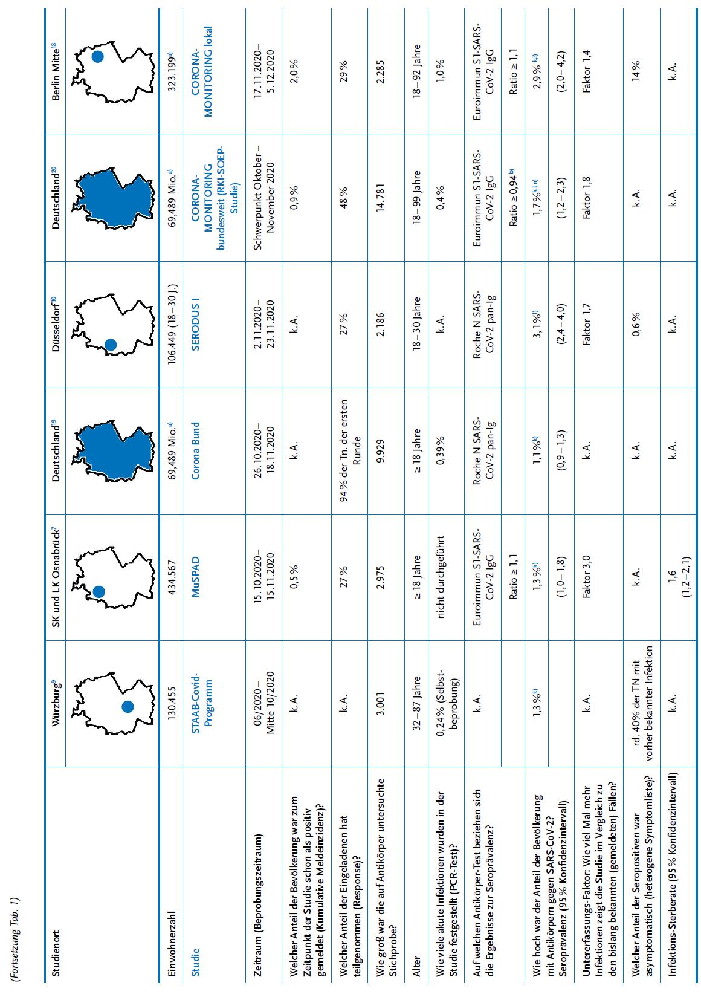 (Fortsetzung Tab. 1)
Studienort
Würzburg⁹
SK und LK Osnabrück⁷
Deutschland¹⁹
Düsseldorf¹⁰
Deutschland²⁰
Berlin Mitte¹⁸
Einwohnerzahl
130.455
434.567
69,489 Mio.ᵃ⁾
106.449 (18–30 J.)
69,489 Mio.ᵃ⁾
323.199ᵃ⁾
Studie
STAAB-Covid-
Programm
MuSPAD
Corona Bund
SERODUS I
CORONA-
MONITORING
bundesweit (RKI-SOEP-
Studie)
CORONA-
MONITORING lokal
Zeitraum (Beprobungszeitraum)
06/2020 –
Mitte 10/2020
15.10.2020–
15.11.2020
26.10.2020–
18.11.2020
2.11.2020–
23.11.2020
Schwerpunkt Oktober –
November 2020
17.11.2020–
5.12.2020
Welcher Anteil der Bevölkerung war zum
Zeitpunkt der Studie schon als positiv
gemeldet (Kumulative Meldeinzidenz)?
k. A.
0,5 %
k. A.
k. A.
0,9 %
2,0 %
Welcher Anteil der Eingeladenen hat
teilgenommen (Response)?
k. A.
27 %
94 % der Tn. der ersten
Runde
27 %
48 %
29 %
Wie groß war die auf Antikörper untersuchte
Stichprobe?
3.001
2.975
9.929
2.186
14.781
2.285
Alter
32–87 Jahre
≥ 18 Jahre
≥ 18 Jahre
18–30 Jahre
18–99 Jahre
18–92 Jahre
Wie viele akute Infektionen wurden in der
Studie festgestellt (PCR-Test)?
0,24 % (Selbst-
beprobung)
nicht durchgeführt
0,39 %
k. A.
0,4 %
1,0 %
Auf welchen Antikörper-Test beziehen sich
die Ergebnisse zur Seroprävalenz?
k. A.
Euroimmun S1-SARS-
CoV-2 IgG
Ratio ≥ 1,1
Roche N SARS-
CoV-2 pan-Ig
Roche N SARS-
CoV-2 pan-Ig
Euroimmun S1-SARS-
CoV-2 IgG
Ratio ≥ 0,94 ᵇ⁾
Euroimmun S1-SARS-
CoV-2 IgG
Ratio ≥ 1,1
Wie hoch war der Anteil der Bevölkerung
mit Antikörpern gegen SARS-CoV-2?
Seroprävalenz (95 % Konfidenzintervall)
1,3 %ᵏ⁾
1,3 %ᵏ⁾
(1,0–1,8)
1,1 %ᵏ⁾
(0,9–1,3)
3,1 %ˡ⁾
(2,4–4,0)
1,7 %ᵏ,ˡ,ⁿ⁾
(1,2–2,3)
2,9 % ᵏ,ˡ⁾
(2,0–4,2)
Untererfassungs-Faktor: Wie viel Mal mehr
Infektionen zeigt die Studie im Vergleich zu
den bislang bekannten (gemeldeten) Fällen?
k. A.
Faktor 3,0
k. A.
Faktor 1,7
Faktor 1,8
Faktor 1,4
Welcher Anteil der Seropositiven war
asymptomatisch (heterogene Symptomliste)?
rd. 40% der TN mit
vorher bekannter Infektion
k. A.
k. A.
0,6 %
k. A.
14 %
Infektions-Sterberate (95 % Konfidenzintervall)
k. A.
1,6
(1,2–2,1)
k. A.
k. A.
k. A.
k. A.